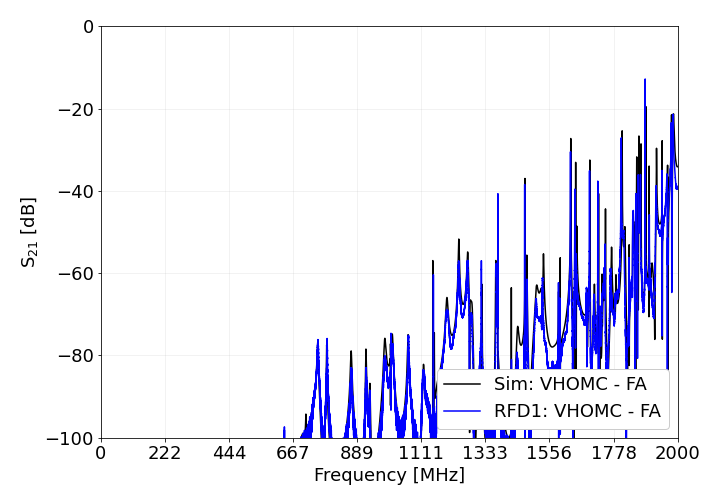 0
−20
−40
−60
−80
−100
S21 [dB]
Sim: VHOMC - FA
RFD1: VHOMC - FA
0 222 444 667 889 1111 1333 1556 1778 2000
Frequency [MHz]